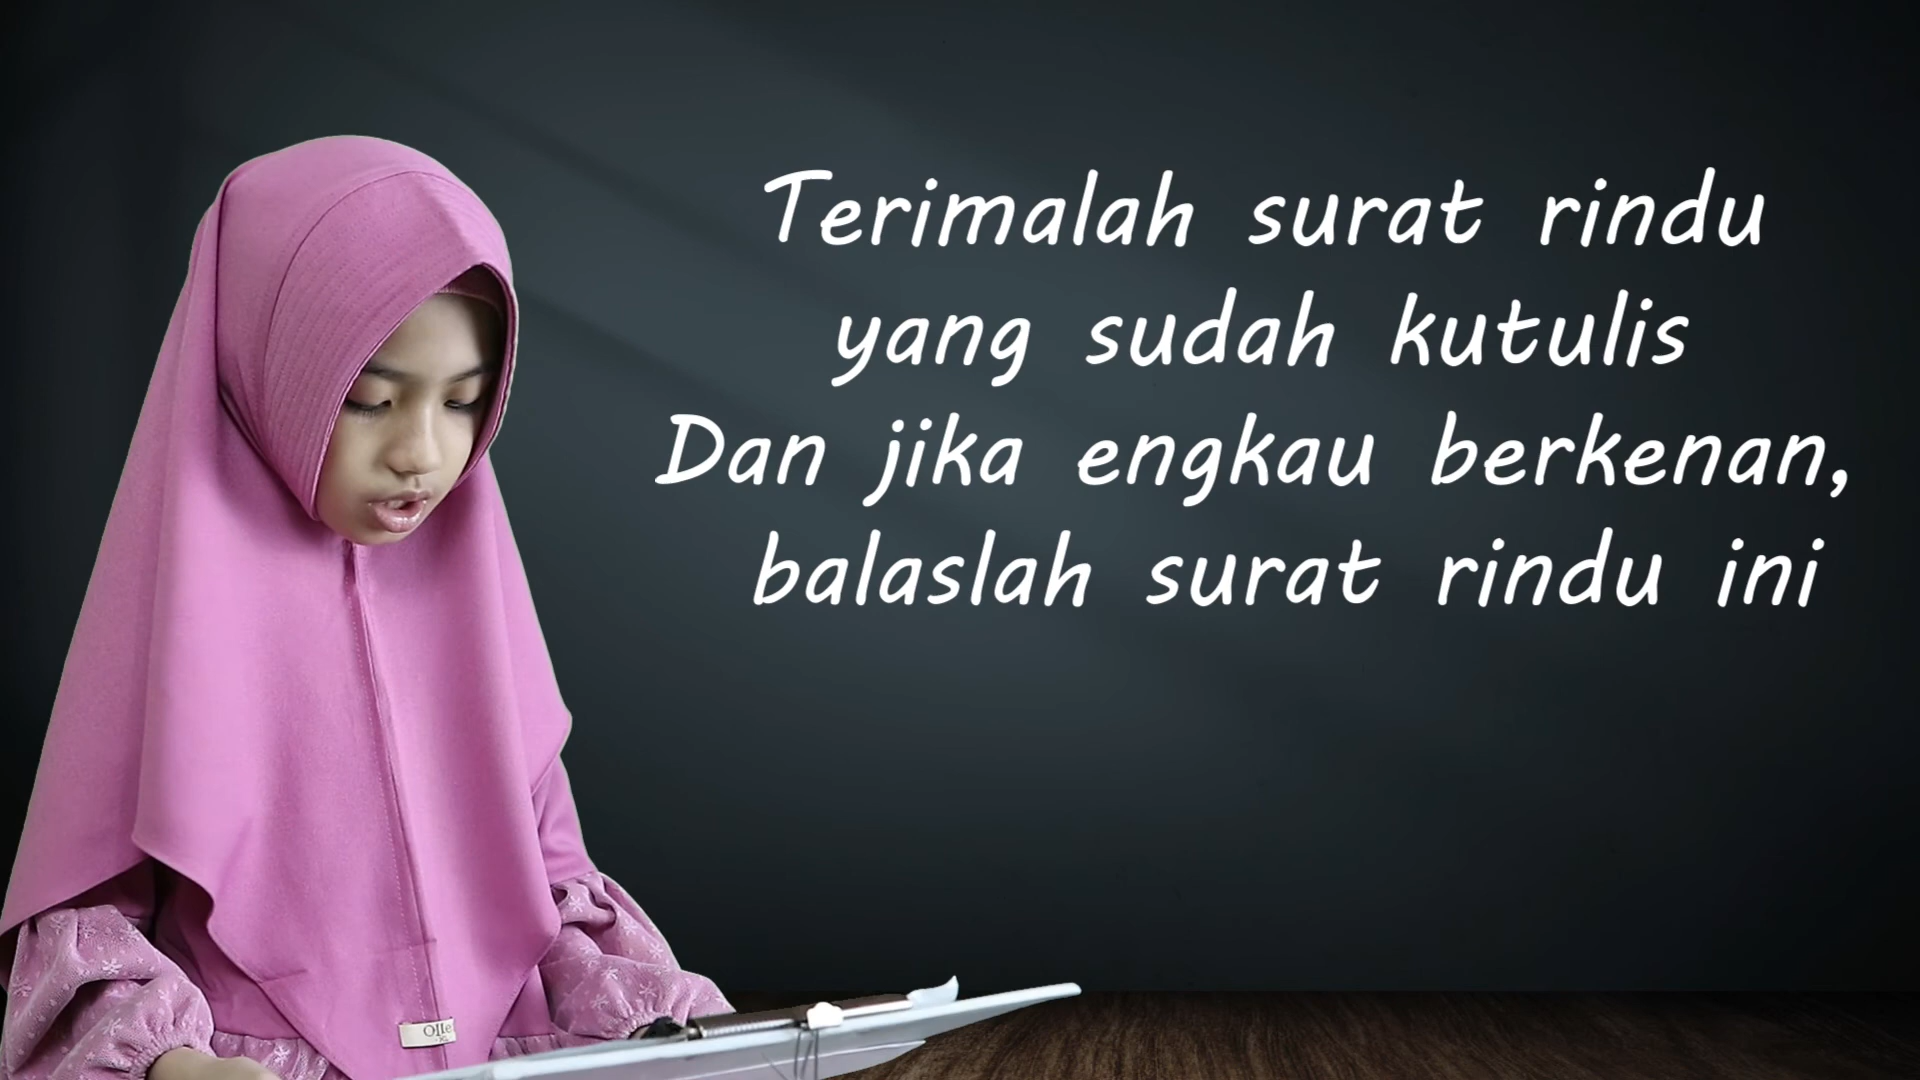 Terimalah surat rindu
yang sudah kutulis
Dan jika engkau berkenan,
balaslah surat rindu ini